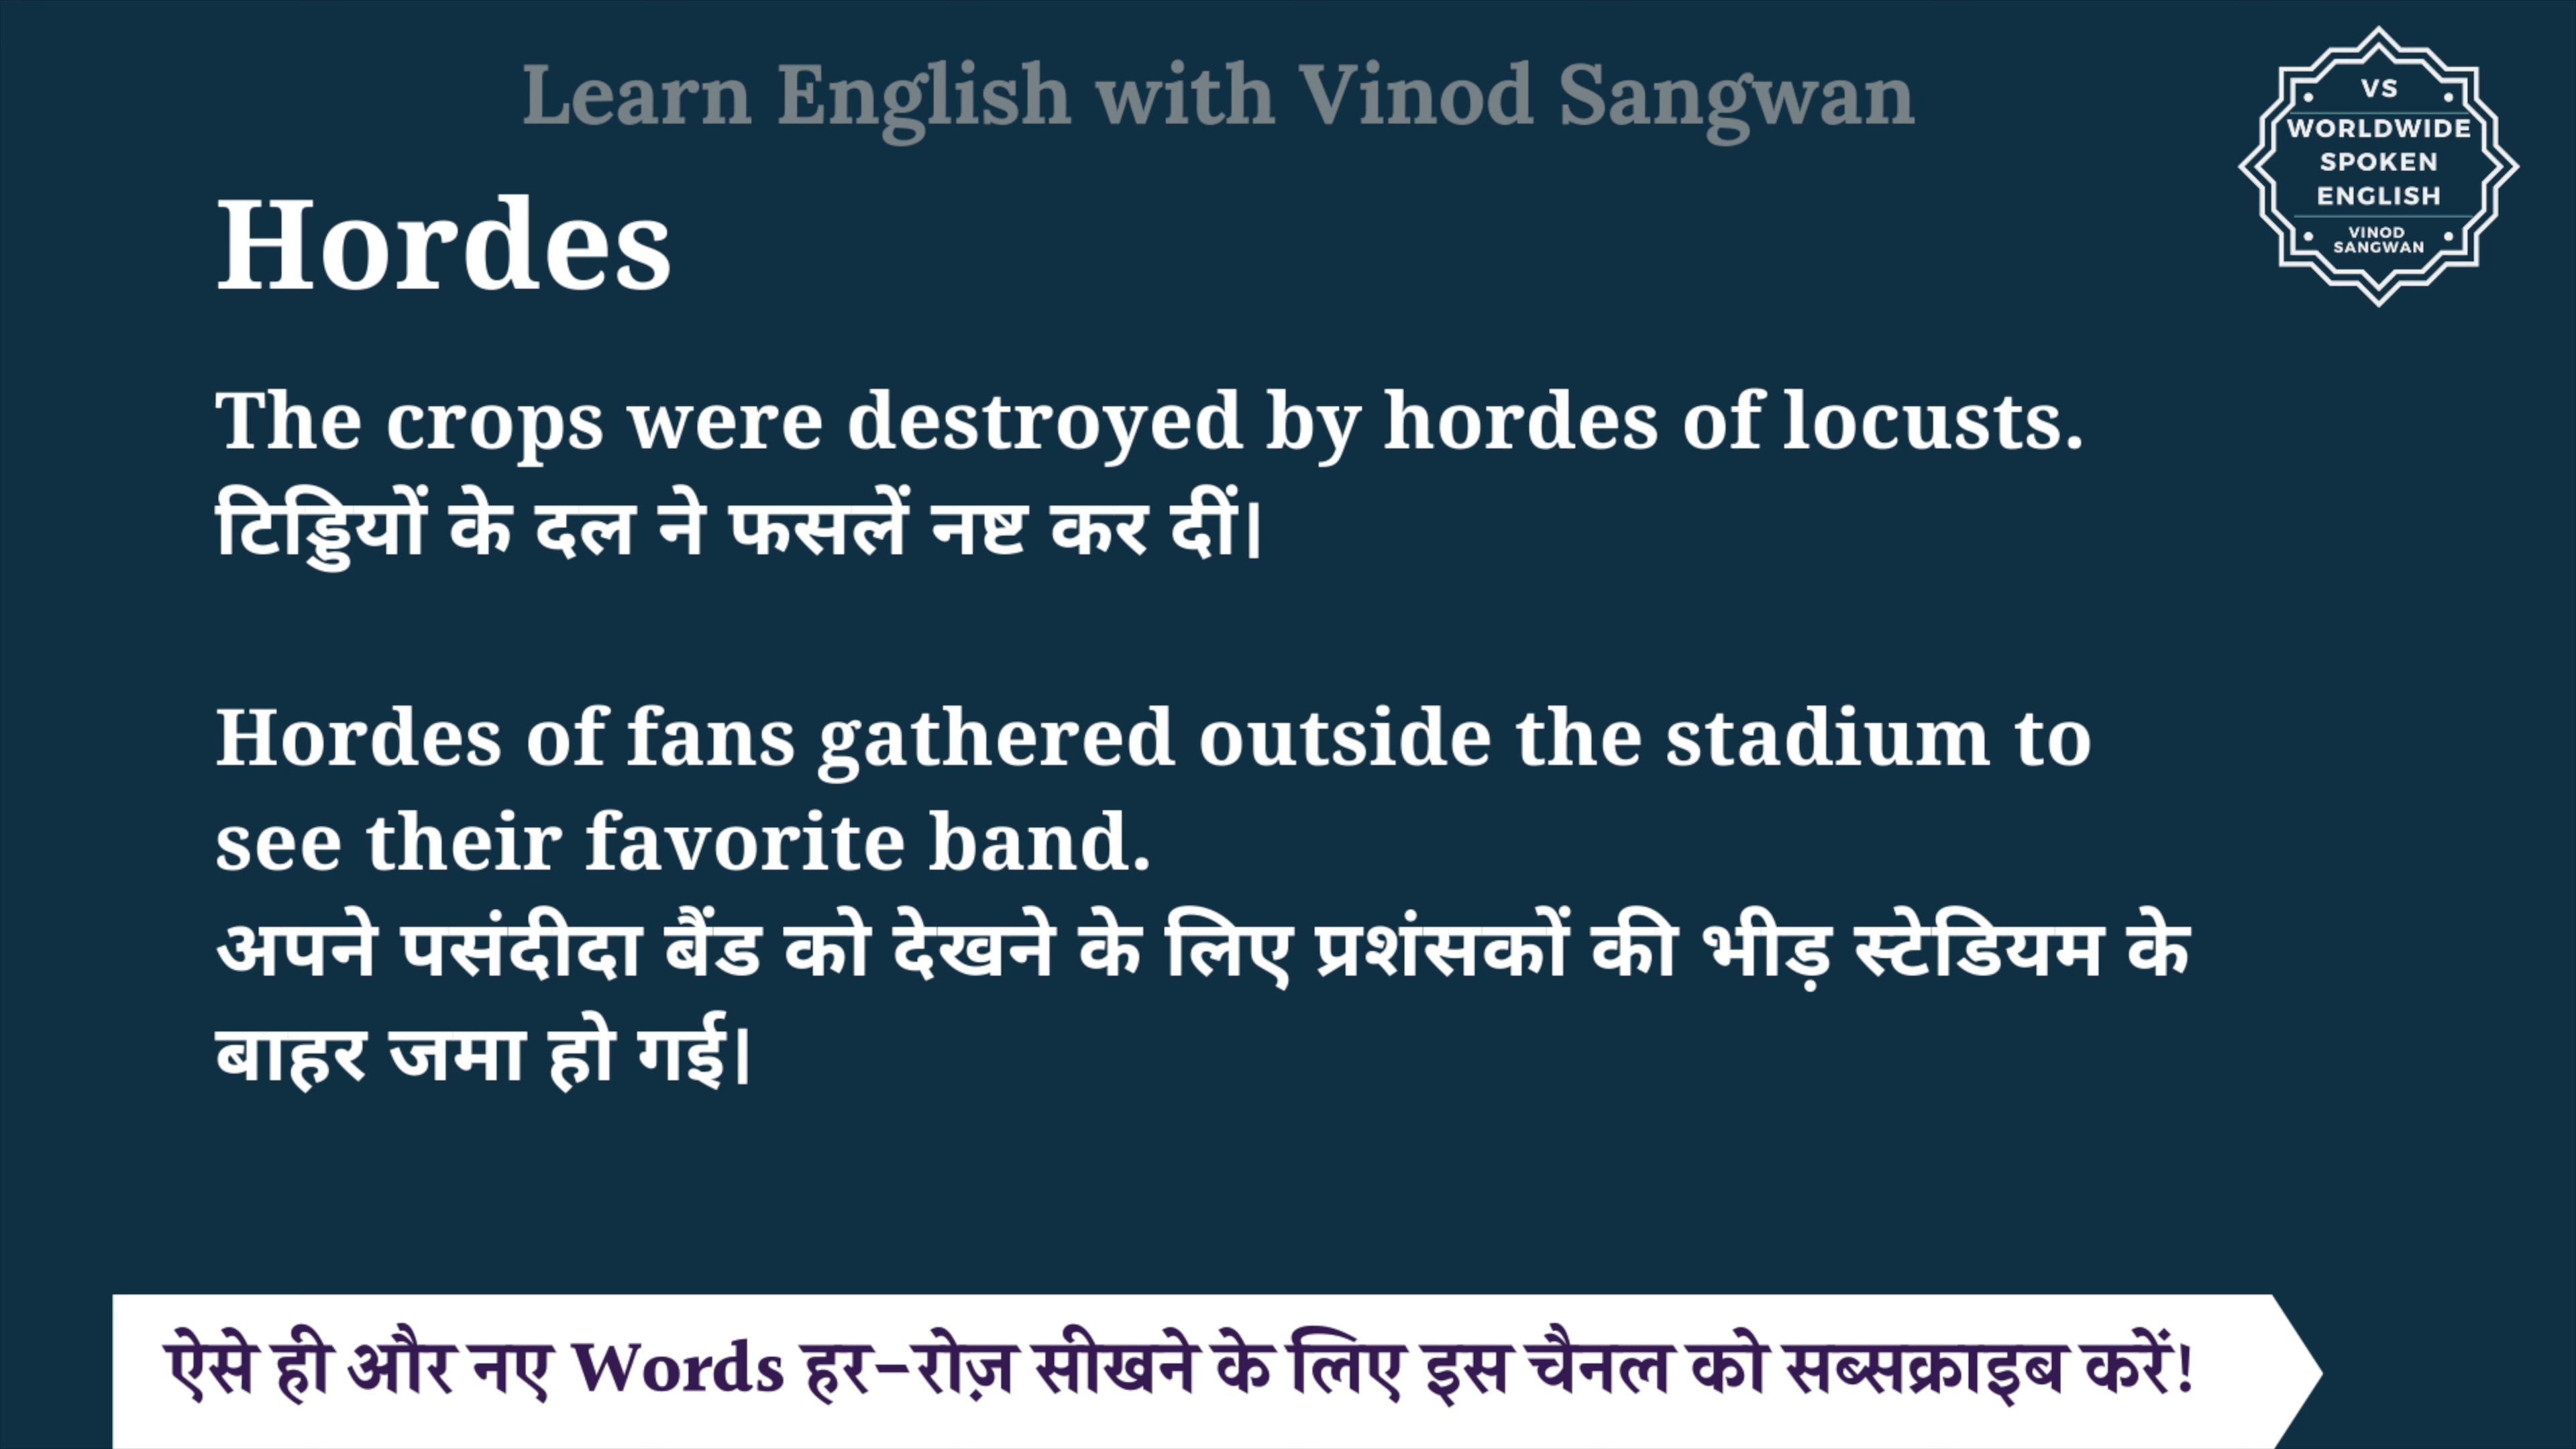 Learn English with Vinod Sangwan
VS
WORLDWIDE
SPOKEN
ENGLISH
VINOD
SANGWAN
Hordes
The crops were destroyed by hordes of locusts.
टिड्डियों के दल ने फसलें नष्ट कर दीं।
Hordes of fans gathered outside the stadium to
see their favorite band.
अपने पसंदीदा बैंड को देखने के लिए प्रशंसकों की भीड़ स्टेडियम के
बाहर जमा हो गई।
ऐसे ही और नए Words हर-रोज़ सीखने के लिए इस चैनल को सब्सक्राइब करें!